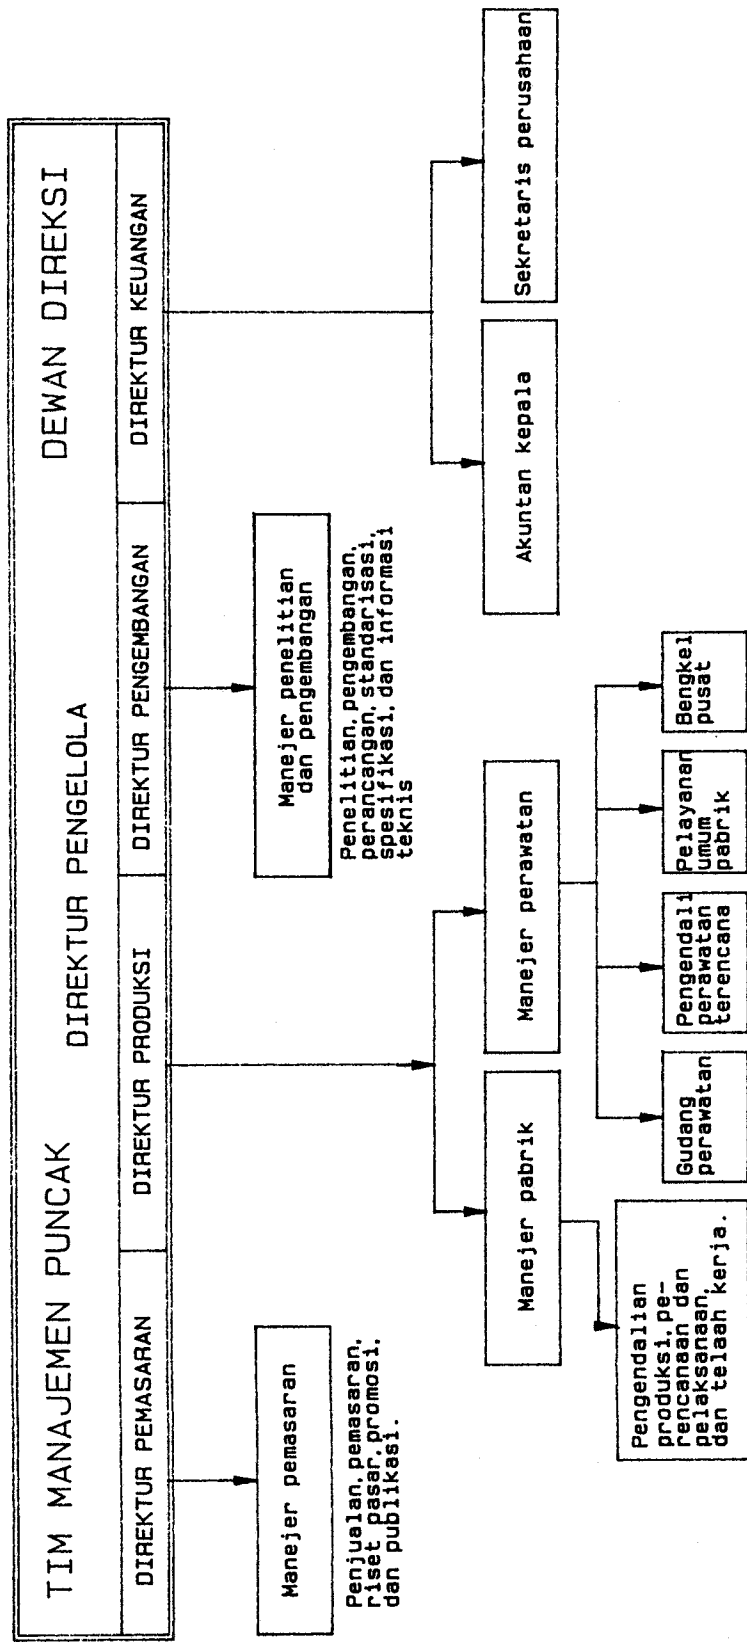 TIM MANAJEMEN PUNCAK DIREKTUR PENGELOLA DEWAN DIREKSI
DIREKTUR PEMASARAN
DIREKTUR PRODUKSI
DIREKTUR PENGEMBANGAN
DIREKTUR KEUANGAN
Manejer pemasaran
Penjualan, pemasaran,
riset pasar, promosi,
dan publikasi.
Manejer penelitian
dan pengembangan
Penelitian, pengembangan,
perancangan, standarisasi,
spesifikasi, dan informasi
teknis
Manejer pabrik
Manejer perawatan
Akuntan kepala
Sekretaris perusahaan
Pengendalian
produksi, pe-
rencanaan dan
pelaksanaan,
dan telaah kerja.
Gudang
perawatan
Pengendali
perawatan
terencana
Pelayanan
umum
pabrik
Bengkel
pusat